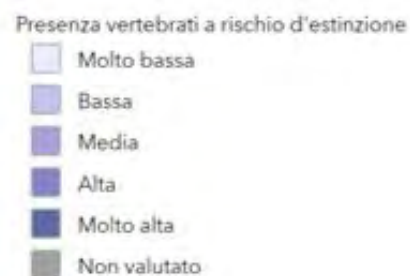 Presenza vertebrati a rischio d'estinzione
Molto bassa
Bassa
Media
Alta
Molto alta
Non valutato